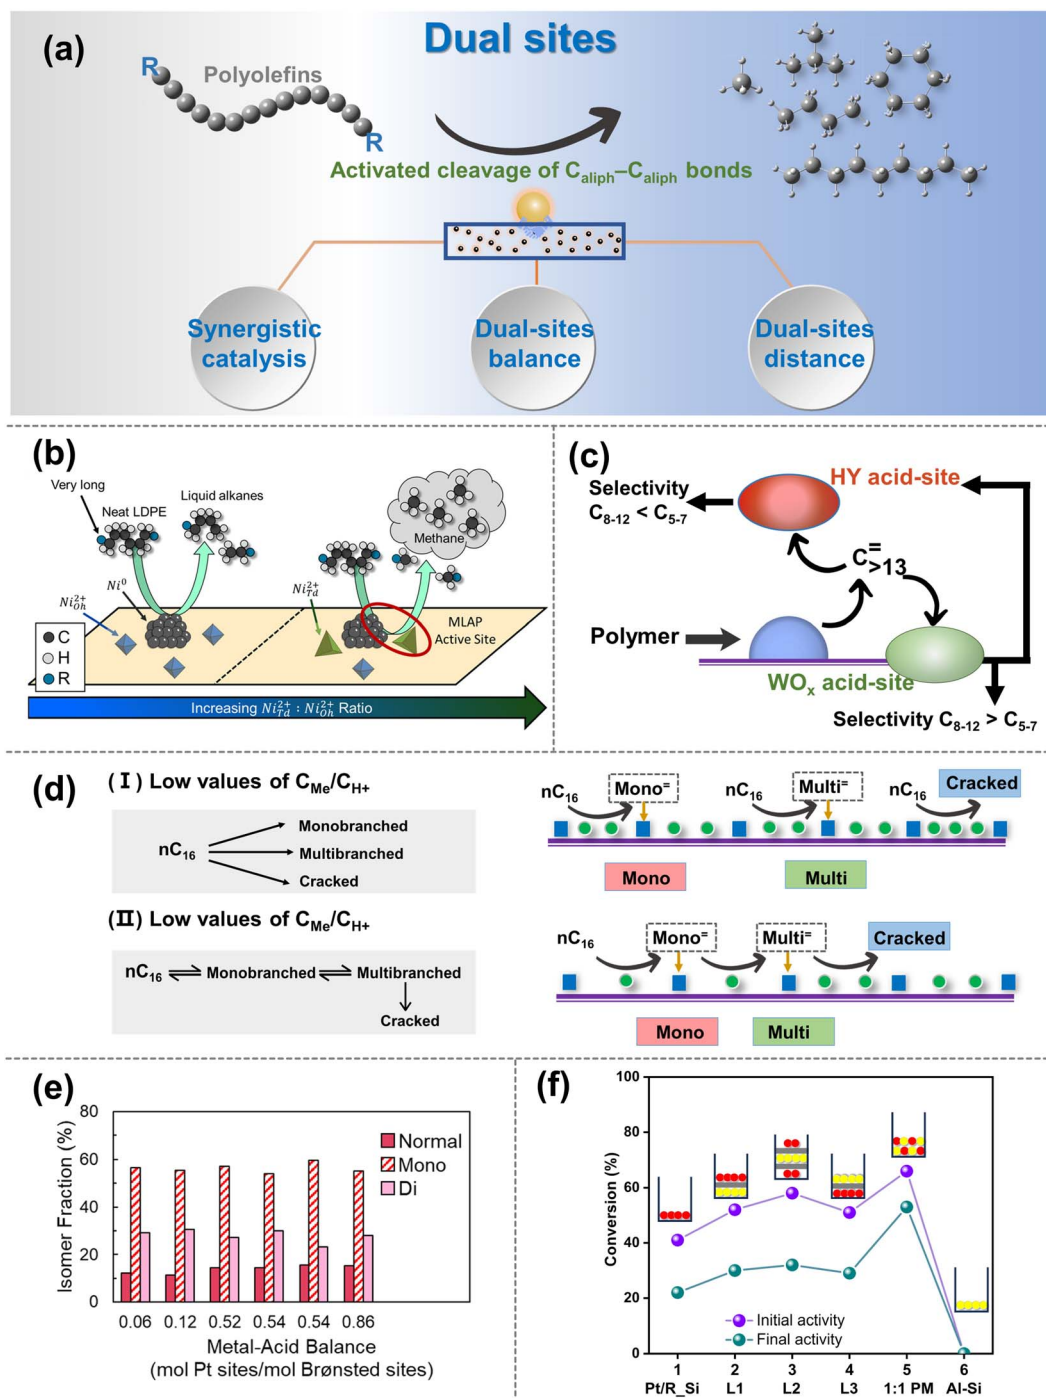 (a)
Dual sites
R
Polyolefins
R
Activated cleavage of Caliph–Caliph bonds
Synergistic
catalysis
Dual-sites
balance
Dual-sites
distance
(b)
Very long
Neat LDPE
Liquid alkanes
Methane
Ni⁰
Ni²⁺Oh
Ni²⁺Td
MLAP
Active Site
C
H
R
Increasing Ni²⁺Td : Ni²⁺Oh Ratio
(c)
HY acid-site
Selectivity
C8-12 < C5-7
C=>13
Polymer
WOx acid-site
Selectivity C8-12 > C5-7
(d)
(Ⅰ) Low values of CMe/CH+
nC16
Monobranched
Multibranched
Cracked
nC16
Mono=
nC16
Multi=
nC16
Cracked
Mono
Multi
(Ⅱ) Low values of CMe/CH+
nC16 ⇌ Monobranched ⇌ Multibranched
Cracked
nC16
Mono=
Multi=
Cracked
Mono
Multi
(e)
Isomer Fraction (%)
80
60
40
20
0
Normal
Mono
Di
0.06 0.12 0.52 0.54 0.54 0.86
Metal-Acid Balance
(mol Pt sites/mol Brønsted sites)
(f)
Conversion (%)
100
80
60
40
20
0
Initial activity
Final activity
1 2 3 4 5 6
Pt/R_Si L1 L2 L3 1:1 PM Al-Si